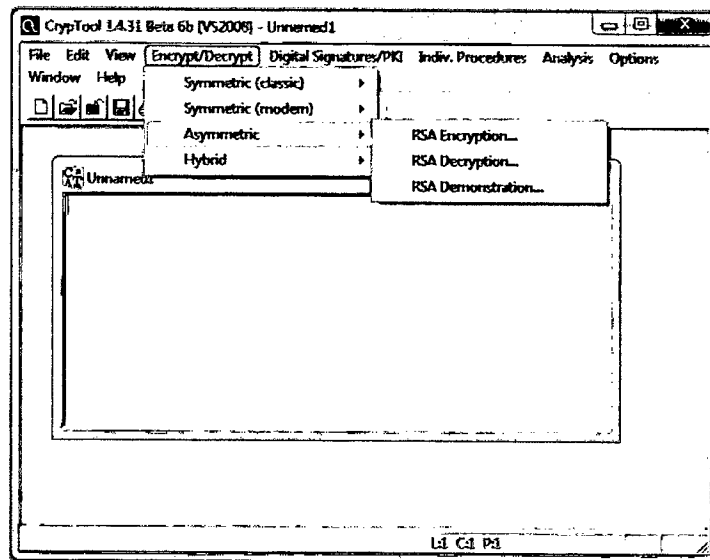 CrypTool 1.4.31 Beta 6b [VS2008] - Unnamed1
File Edit View Encrypt/Decrypt Digital Signatures/PKI Indiv. Procedures Analysis Options
Window Help
Symmetric (classic)
Symmetric (modern)
Asymmetric
Hybrid
RSA Encryption...
RSA Decryption...
RSA Demonstration...
Unnamed1
L:1 C:1 P:1